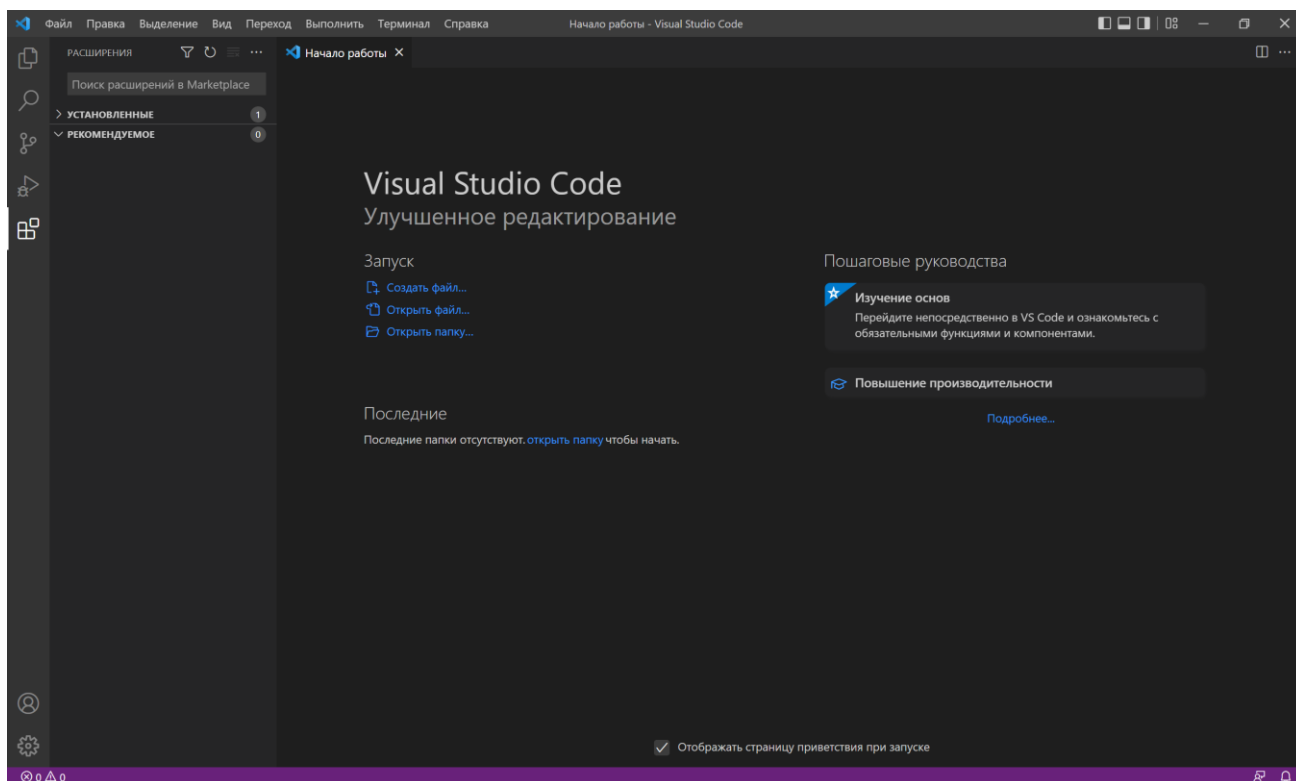 Файл Правка Выделение Вид Переход Выполнить Терминал Справка
Начало работы - Visual Studio Code
РАСШИРЕНИЯ
Начало работы
Поиск расширений в Marketplace
УСТАНОВЛЕННЫЕ 1
РЕКОМЕНДУЕМОЕ 0
Visual Studio Code
Улучшенное редактирование
Запуск
Создать файл...
Открыть файл...
Открыть папку...
Последние
Последние папки отсутствуют. открыть папку чтобы начать.
Пошаговые руководства
Изучение основ
Перейдите непосредственно в VS Code и ознакомьтесь с
обязательными функциями и компонентами.
Повышение производительности
Подробнее...
Отображать страницу приветствия при запуске
0 0